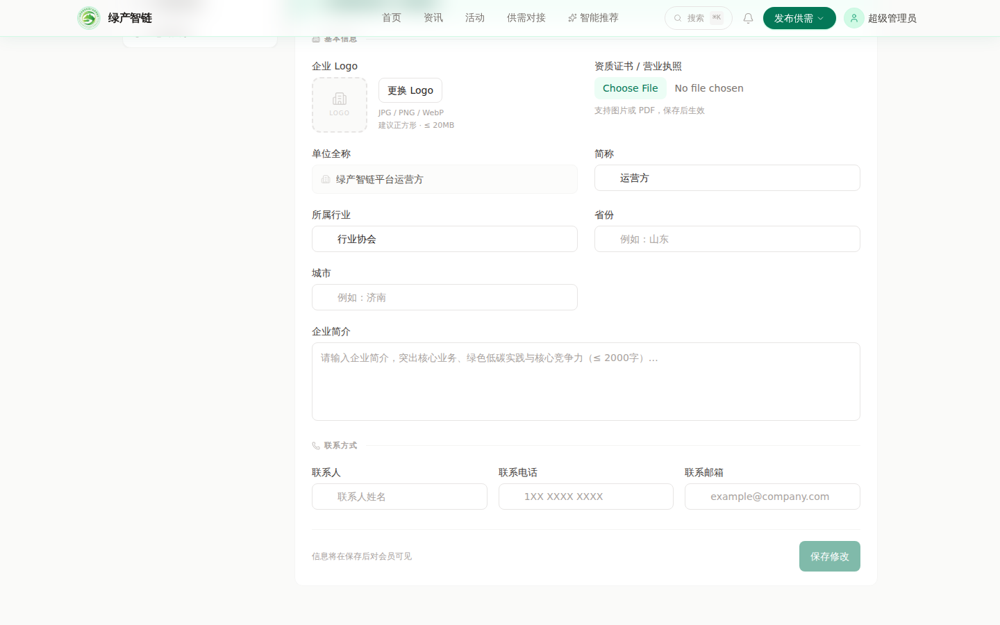 绿产智链
首页
资讯
活动
供需对接
智能推荐
搜索
⌘K
发布供需
超级管理员
基本信息
企业 Logo
LOGO
更换 Logo
JPG / PNG / WebP
建议正方形 · ≤ 20MB
资质证书 / 营业执照
Choose File
No file chosen
支持图片或 PDF，保存后生效
单位全称
绿产智链平台运营方
简称
运营方
所属行业
行业协会
省份
例如：山东
城市
例如：济南
企业简介
请输入企业简介，突出核心业务、绿色低碳实践与核心竞争力（≤ 2000字）…
联系方式
联系人
联系人姓名
联系电话
1XX XXXX XXXX
联系邮箱
example@company.com
信息将在保存后对会员可见
保存修改